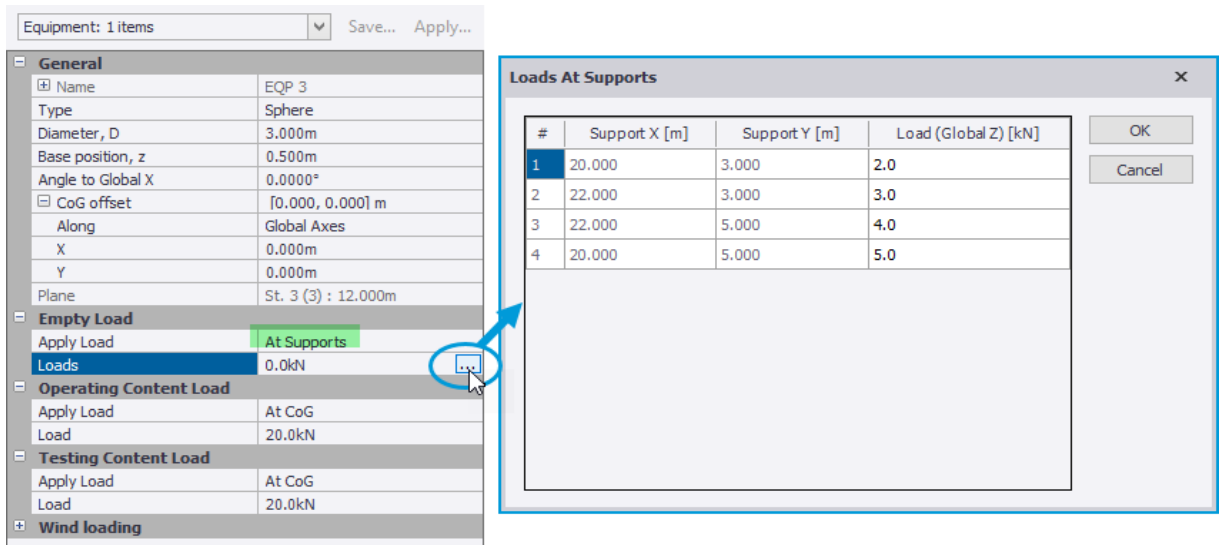 Equipment: 1 items Save... Apply...
General
Name EQP 3
Type Sphere
Diameter, D 3.000m
Base position, z 0.500m
Angle to Global X 0.0000°
CoG offset [0.000, 0.000] m
Along Global Axes
X 0.000m
Y 0.000m
Plane St. 3 (3) : 12.000m
Empty Load
Apply Load At Supports
Loads 0.0kN ...
Operating Content Load
Apply Load At CoG
Load 20.0kN
Testing Content Load
Apply Load At CoG
Load 20.0kN
Wind loading
Loads At Supports ×
# Support X [m] Support Y [m] Load (Global Z) [kN]
1 20.000 3.000 2.0
2 22.000 3.000 3.0
3 22.000 5.000 4.0
4 20.000 5.000 5.0
OK
Cancel